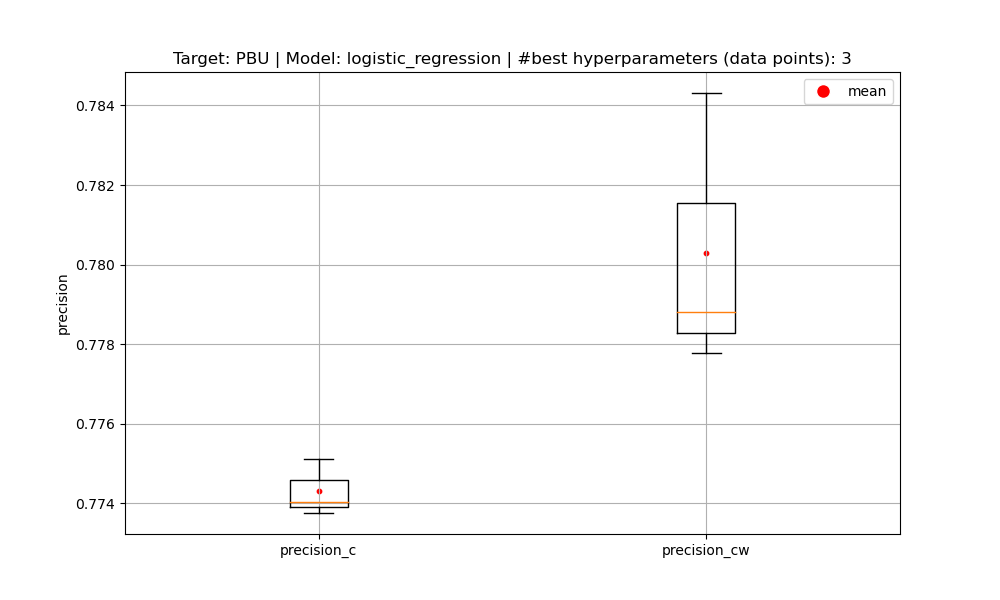 Target: PBU | Model: logistic_regression | #best hyperparameters (data points): 3
mean
0.784
0.782
0.780
0.778
0.776
0.774
precision
precision_c
precision_cw